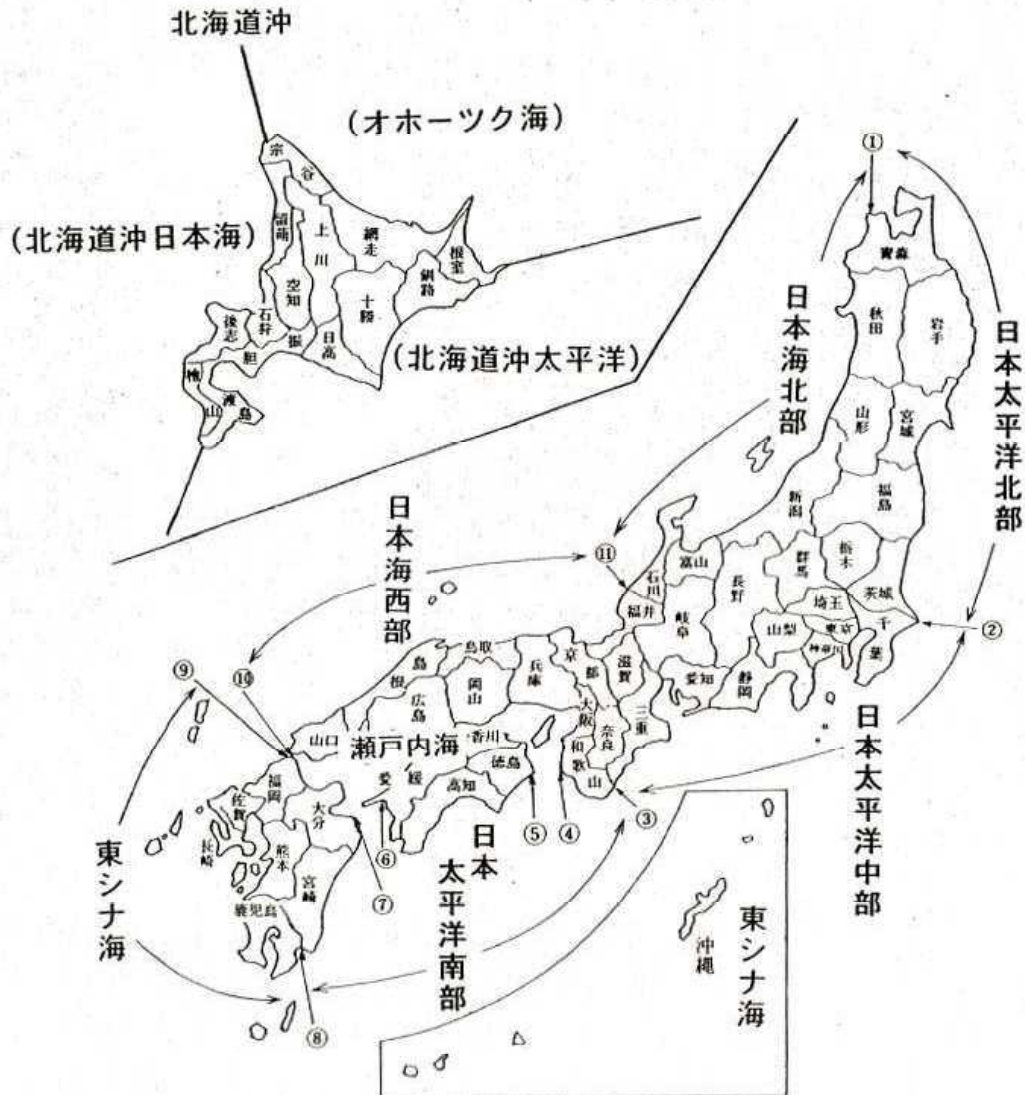 北海道沖
(オホーツク海)
(北海道沖日本海)
(北海道沖太平洋)
宗谷
留萌
上川
網走
根室
釧路
十勝
空知
石狩
後志
胆振
日高
檜山
渡島
①
青森
秋田
岩手
山形
宮城
福島
新潟
日本海北部
日本太平洋北部
日本海西部
⑪
富山
石川
福井
長野
群馬
栃木
茨城
埼玉
千葉
②
東京
神奈川
山梨
岐阜
静岡
愛知
滋賀
三重
京都
兵庫
大阪
奈良
和歌山
鳥取
島根
岡山
広島
山口
瀬戸内海
香川
徳島
愛媛
高知
⑨
⑩
福岡
佐賀
長崎
大分
熊本
宮崎
鹿児島
③
④
⑤
⑥
⑦
⑧
東シナ海
日本
太平洋南部
日本太平洋中部
沖縄
東シナ海